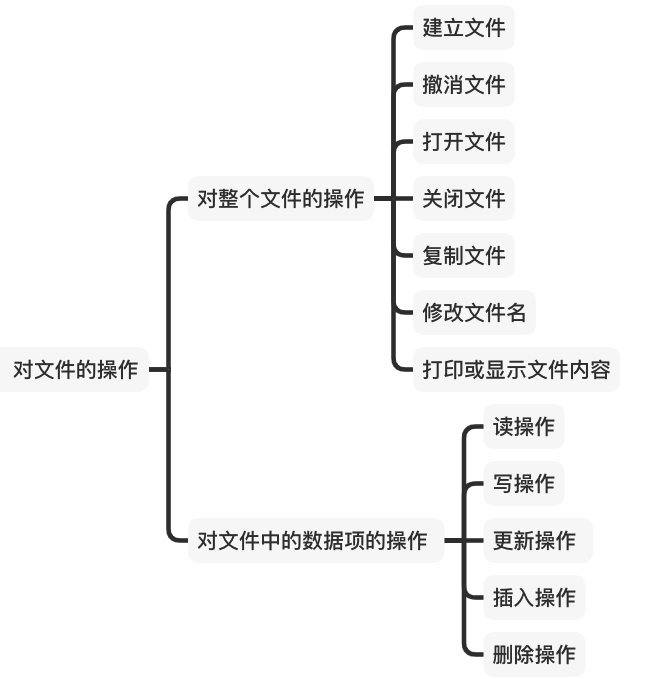 对文件的操作
对整个文件的操作
建立文件
撤消文件
打开文件
关闭文件
复制文件
修改文件名
打印或显示文件内容
对文件中的数据项的操作
读操作
写操作
更新操作
插入操作
删除操作